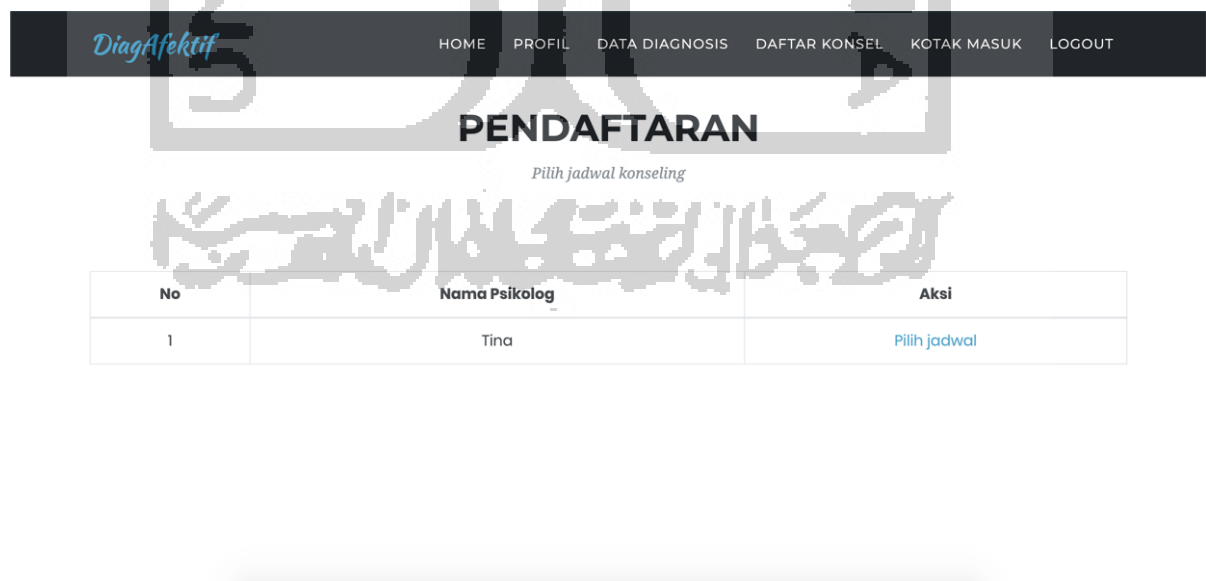 DiagAfektif HOME PROFIL DATA DIAGNOSIS DAFTAR KONSEL KOTAK MASUK LOGOUT
PENDAFTARAN
Pilih jadwal konseling
No Nama Psikolog Aksi
1 Tina Pilih jadwal